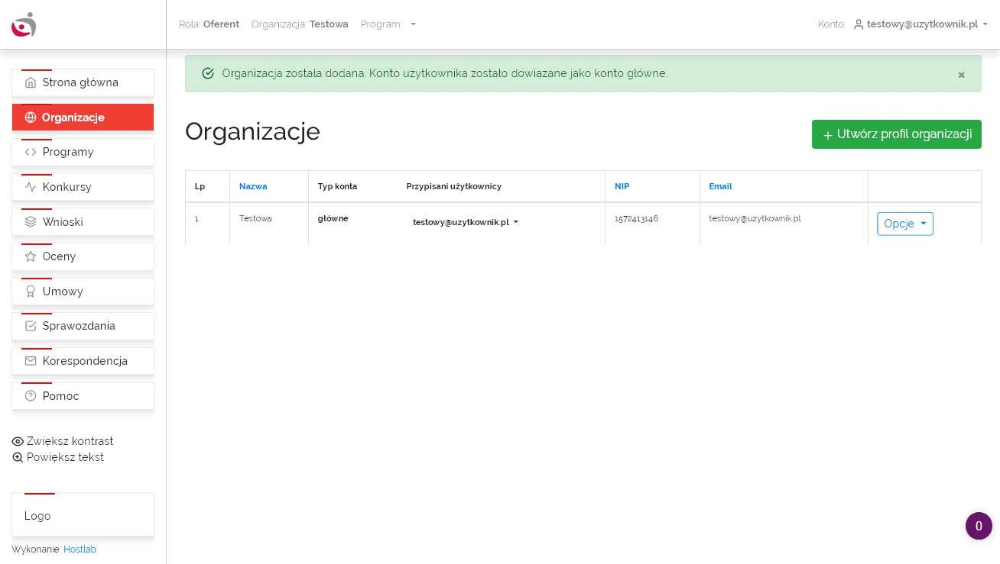 Rola: Oferent Organizacja: Testowa Program: Konto: testowy@uzytkownik.pl
Strona główna
Organizacje
Programy
Konkursy
Wnioski
Oceny
Umowy
Sprawozdania
Korespondencja
Pomoc
Zwiększ kontrast
Powiększ tekst
Logo
Wykonanie: Hostlab
Organizacja została dodana. Konto użytkownika zostało dowiązane jako konto główne. ×
Organizacje
+ Utwórz profil organizacji
Lp Nazwa Typ konta Przypisani użytkownicy NIP Email
1 Testowa główne testowy@uzytkownik.pl 1572413146 testowy@uzytkownik.pl Opcje
0